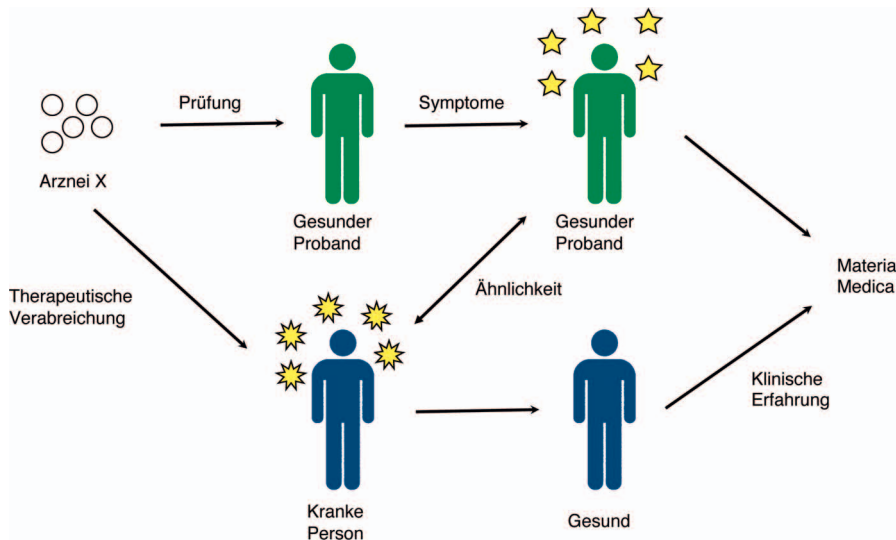 Prüfung
Symptome
Arznei X
Gesunder
Proband
Gesunder
Proband
Therapeutische
Verabreichung
Ähnlichkeit
Materia
Medica
Klinische
Erfahrung
Kranke
Person
Gesund